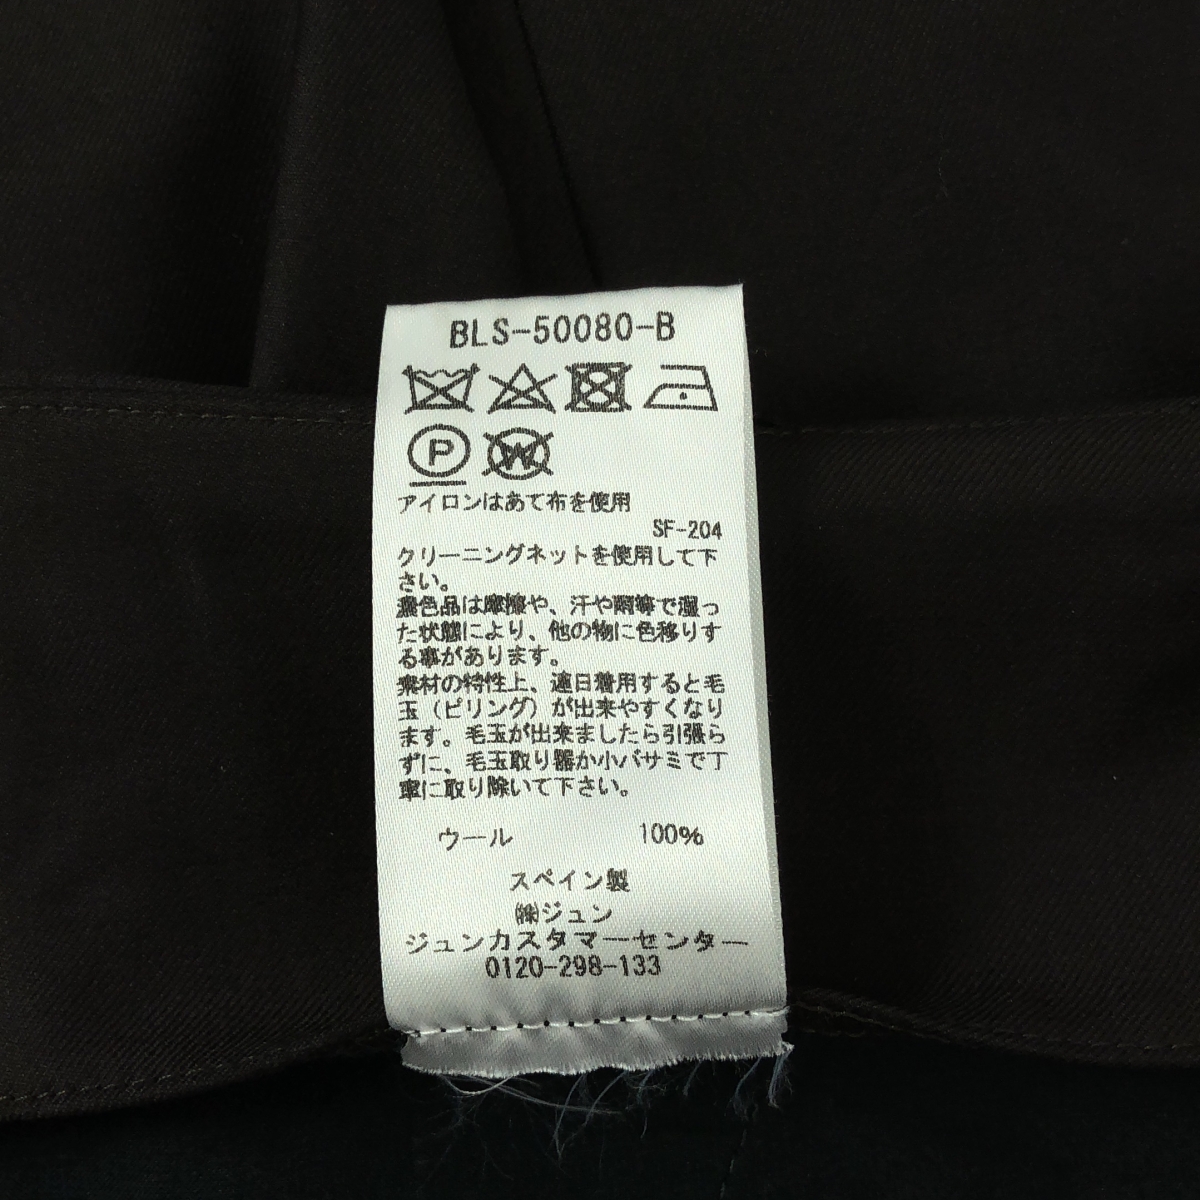 BLS-50080-B
P W
アイロンはあて布を使用
SF-204
クリーニングネットを使用して下
さい。
濃色品は摩擦や、汗や雨等で湿っ
た状態により、他の物に色移りす
る事があります。
素材の特性上、連日着用すると毛
玉（ピリング）が出来やすくなり
ます。毛玉が出来ましたら引張ら
ずに、毛玉取り器か小バサミで丁
寧に取り除いて下さい。
ウール 100%
スペイン製
㈱ジュン
ジュンカスタマーセンター
0120-298-133